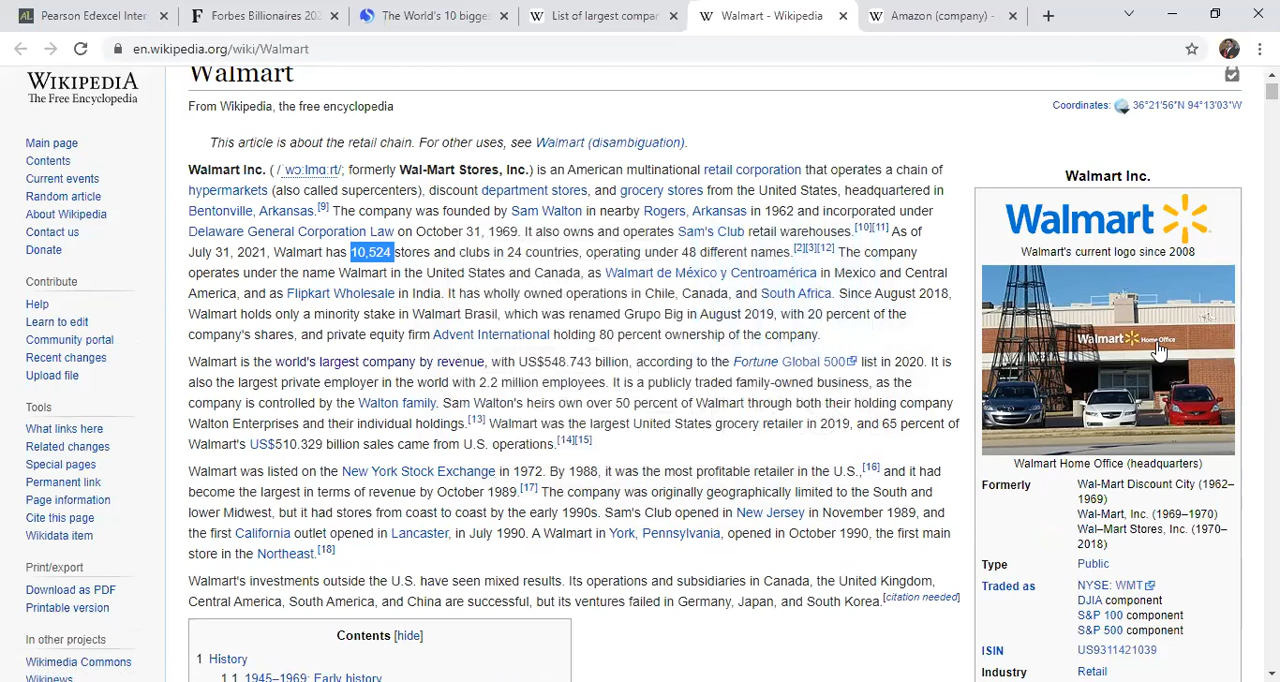 Pearson Edexcel Inter
Forbes Billionaires 202
The World's 10 bigge
List of largest compar
Walmart - Wikipedia
Amazon (company) -
en.wikipedia.org/wiki/Walmart
WIKIPEDIA
The Free Encyclopedia
Main page
Contents
Current events
Random article
About Wikipedia
Contact us
Donate
Contribute
Help
Learn to edit
Community portal
Recent changes
Upload file
Tools
What links here
Related changes
Special pages
Permanent link
Page information
Cite this page
Wikidata item
Print/export
Download as PDF
Printable version
In other projects
Wikimedia Commons
Wikinews
Walmart
From Wikipedia, the free encyclopedia
Coordinates: 36°21′56″N 94°13′03″W
This article is about the retail chain. For other uses, see Walmart (disambiguation).
Walmart Inc. (/ˈwɔːlmɑːrt/; formerly Wal-Mart Stores, Inc.) is an American multinational retail corporation that operates a chain of
hypermarkets (also called supercenters), discount department stores, and grocery stores from the United States, headquartered in
Bentonville, Arkansas.[9] The company was founded by Sam Walton in nearby Rogers, Arkansas in 1962 and incorporated under
Delaware General Corporation Law on October 31, 1969. It also owns and operates Sam's Club retail warehouses.[10][11] As of
July 31, 2021, Walmart has 10,524 stores and clubs in 24 countries, operating under 48 different names.[2][3][12] The company
operates under the name Walmart in the United States and Canada, as Walmart de México y Centroamérica in Mexico and Central
America, and as Flipkart Wholesale in India. It has wholly owned operations in Chile, Canada, and South Africa. Since August 2018,
Walmart holds only a minority stake in Walmart Brasil, which was renamed Grupo Big in August 2019, with 20 percent of the
company's shares, and private equity firm Advent International holding 80 percent ownership of the company.
Walmart is the world's largest company by revenue, with US$548.743 billion, according to the Fortune Global 500 list in 2020. It is
also the largest private employer in the world with 2.2 million employees. It is a publicly traded family-owned business, as the
company is controlled by the Walton family. Sam Walton's heirs own over 50 percent of Walmart through both their holding company
Walton Enterprises and their individual holdings.[13] Walmart was the largest United States grocery retailer in 2019, and 65 percent of
Walmart's US$510.329 billion sales came from U.S. operations.[14][15]
Walmart was listed on the New York Stock Exchange in 1972. By 1988, it was the most profitable retailer in the U.S.,[16] and it had
become the largest in terms of revenue by October 1989.[17] The company was originally geographically limited to the South and
lower Midwest, but it had stores from coast to coast by the early 1990s. Sam's Club opened in New Jersey in November 1989, and
the first California outlet opened in Lancaster, in July 1990. A Walmart in York, Pennsylvania, opened in October 1990, the first main
store in the Northeast.[18]
Walmart's investments outside the U.S. have seen mixed results. Its operations and subsidiaries in Canada, the United Kingdom,
Central America, South America, and China are successful, but its ventures failed in Germany, Japan, and South Korea.[citation needed]
Contents [hide]
1 History
1.1 1945–1969: Early history
Walmart Inc.
Walmart
Walmart's current logo since 2008
Walmart Home Office
Walmart Home Office (headquarters)
Formerly Wal-Mart Discount City (1962–
1969)
Wal-Mart, Inc. (1969–1970)
Wal–Mart Stores, Inc. (1970–
2018)
Type Public
Traded as NYSE: WMT
DJIA component
S&P 100 component
S&P 500 component
ISIN US9311421039
Industry Retail